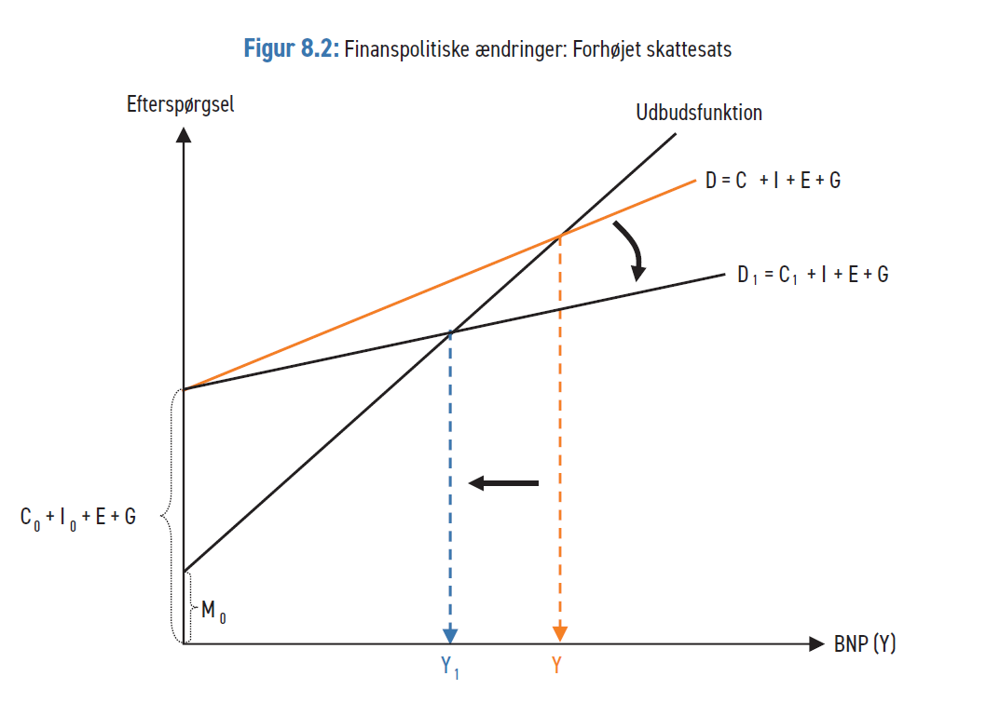 Figur 8.2: Finanspolitiske ændringer: Forhøjet skattesats
Efterspørgsel
Udbudsfunktion
D = C + I + E + G
D₁ = C₁ + I + E + G
C₀ + I₀ + E + G
M₀
BNP (Y)
Y₁
Y